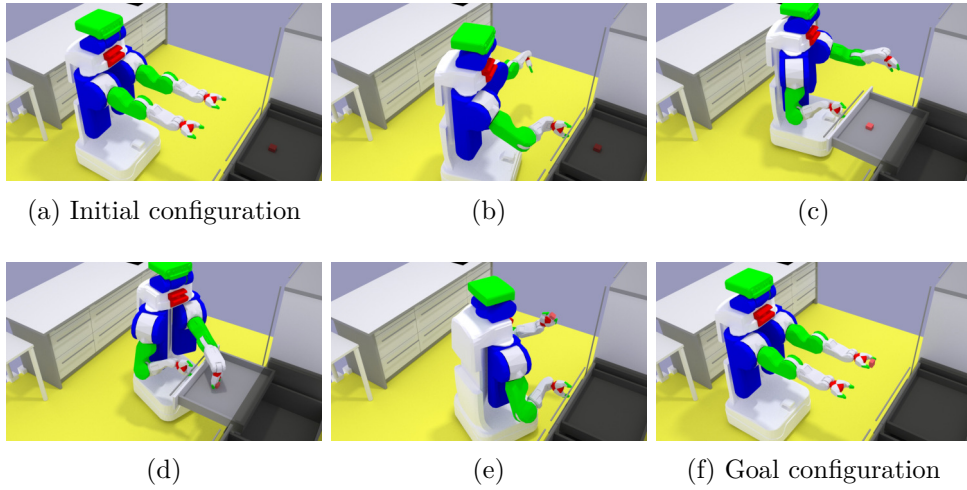 (a) Initial configuration
(b)
(c)
(d)
(e)
(f) Goal configuration